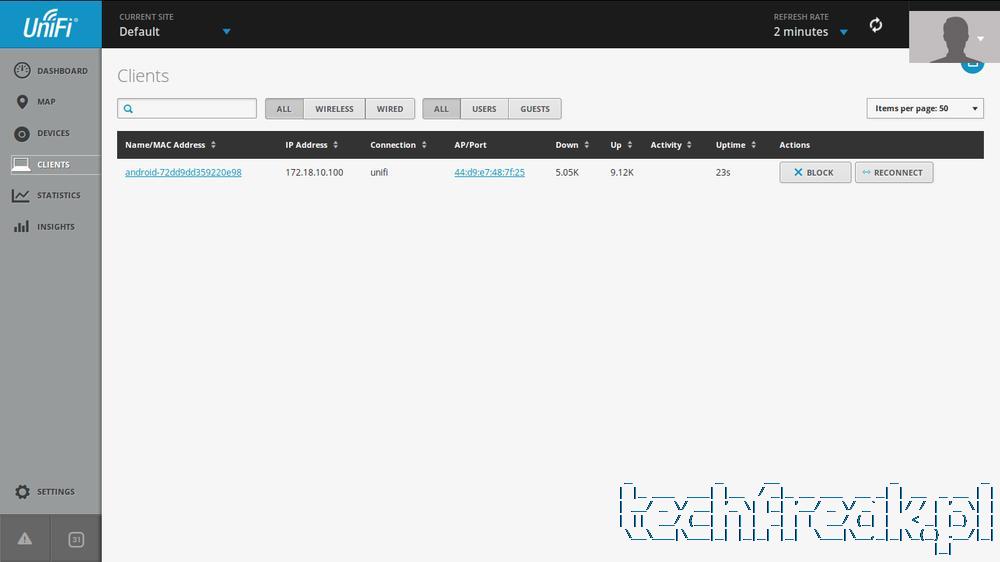 UniFi
CURRENT SITE
Default
REFRESH RATE
2 minutes
DASHBOARD
MAP
DEVICES
CLIENTS
STATISTICS
INSIGHTS
SETTINGS
31
Clients
ALL WIRELESS WIRED ALL USERS GUESTS Items per page: 50
Name/MAC Address IP Address Connection AP/Port Down Up Activity Uptime Actions
android-72dd9dd359220e98 172.18.10.100 unifi 44:d9:e7:48:7f:25 5.05K 9.12K 23s BLOCK RECONNECT
techfreak.pl